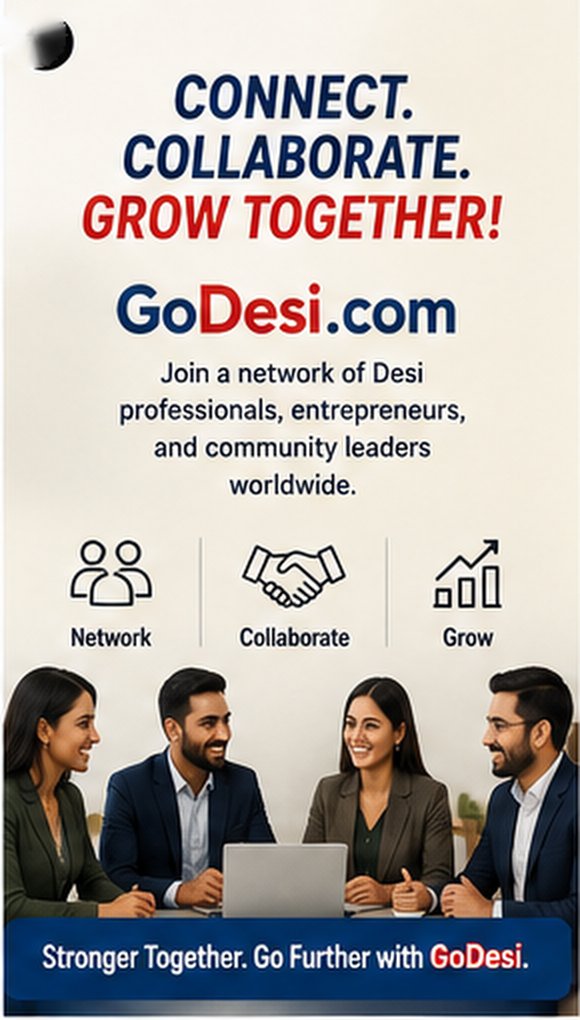 CONNECT.
COLLABORATE.
GROW TOGETHER!
GoDesi.com
Join a network of Desi
professionals, entrepreneurs,
and community leaders
worldwide.
Network
Collaborate
Grow
Stronger Together. Go Further with GoDesi.